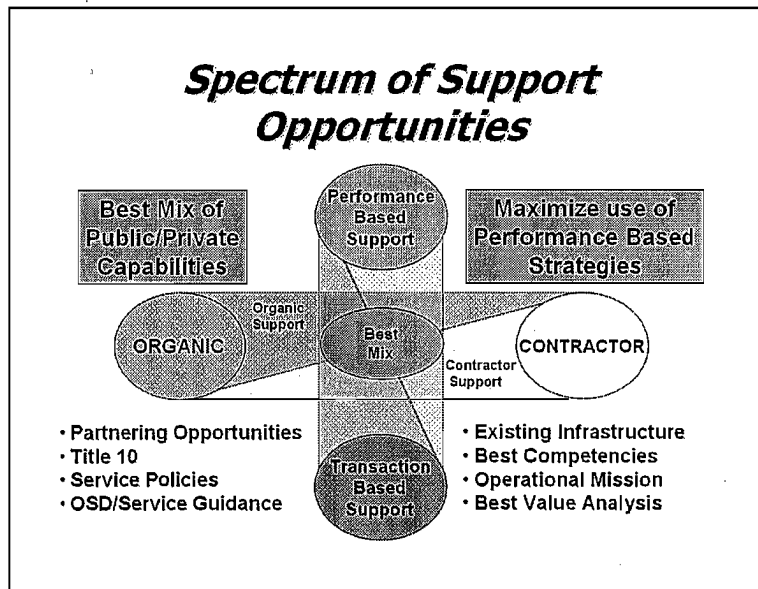 Spectrum of Support
Opportunities
Best Mix of
Public/Private
Capabilities
Performance
Based
Support
Maximize use of
Performance Based
Strategies
ORGANIC
Organic
Support
Best
Mix
Contractor
Support
CONTRACTOR
• Partnering Opportunities
• Title 10
• Service Policies
• OSD/Service Guidance
Transaction
Based
Support
• Existing Infrastructure
• Best Competencies
• Operational Mission
• Best Value Analysis